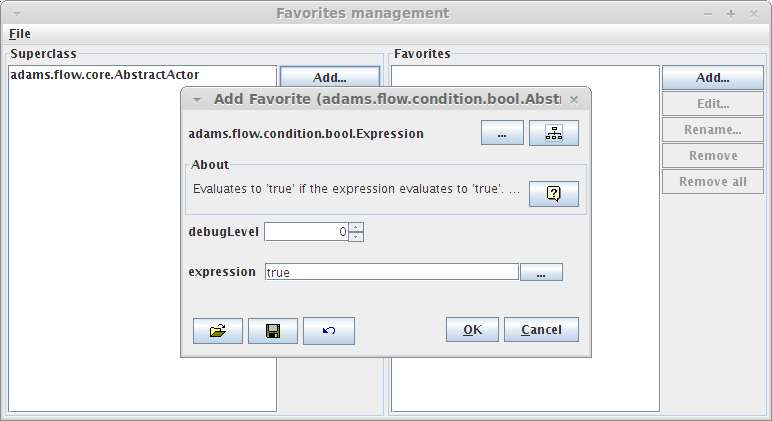 Favorites management
File
Superclass
Favorites
adams.flow.core.AbstractActor
Add...
Add...
Edit...
Rename...
Remove
Remove all
Add Favorite (adams.flow.condition.bool.Abst
adams.flow.condition.bool.Expression
...
About
Evaluates to 'true' if the expression evaluates to 'true'. ...
debugLevel
0
expression
true
...
OK
Cancel